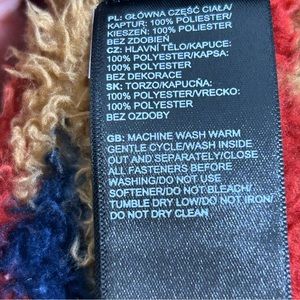 PL: GŁÓWNA CZĘŚĆ CIAŁA/
KAPTUR: 100% POLIESTER/
KIESZEŃ: 100% POLIESTER/
BEZ ZDOBIEŃ
CZ: HLAVNÍ TĚLO/KAPUCE:
100% POLYESTER/KAPSA:
100% POLYESTER/
BEZ DEKORACE
SK: TORZO/KAPUCŇA:
100% POLYESTER/VRECKO:
100% POLYESTER/
BEZ OZDOBY
GB: MACHINE WASH WARM
GENTLE CYCLE/WASH INSIDE
OUT AND SEPARATELY/CLOSE
ALL FASTENERS BEFORE
WASHING/DO NOT USE
SOFTENER/DO NOT BLEACH/
TUMBLE DRY LOW/DO NOT IRON/
DO NOT DRY CLEAN